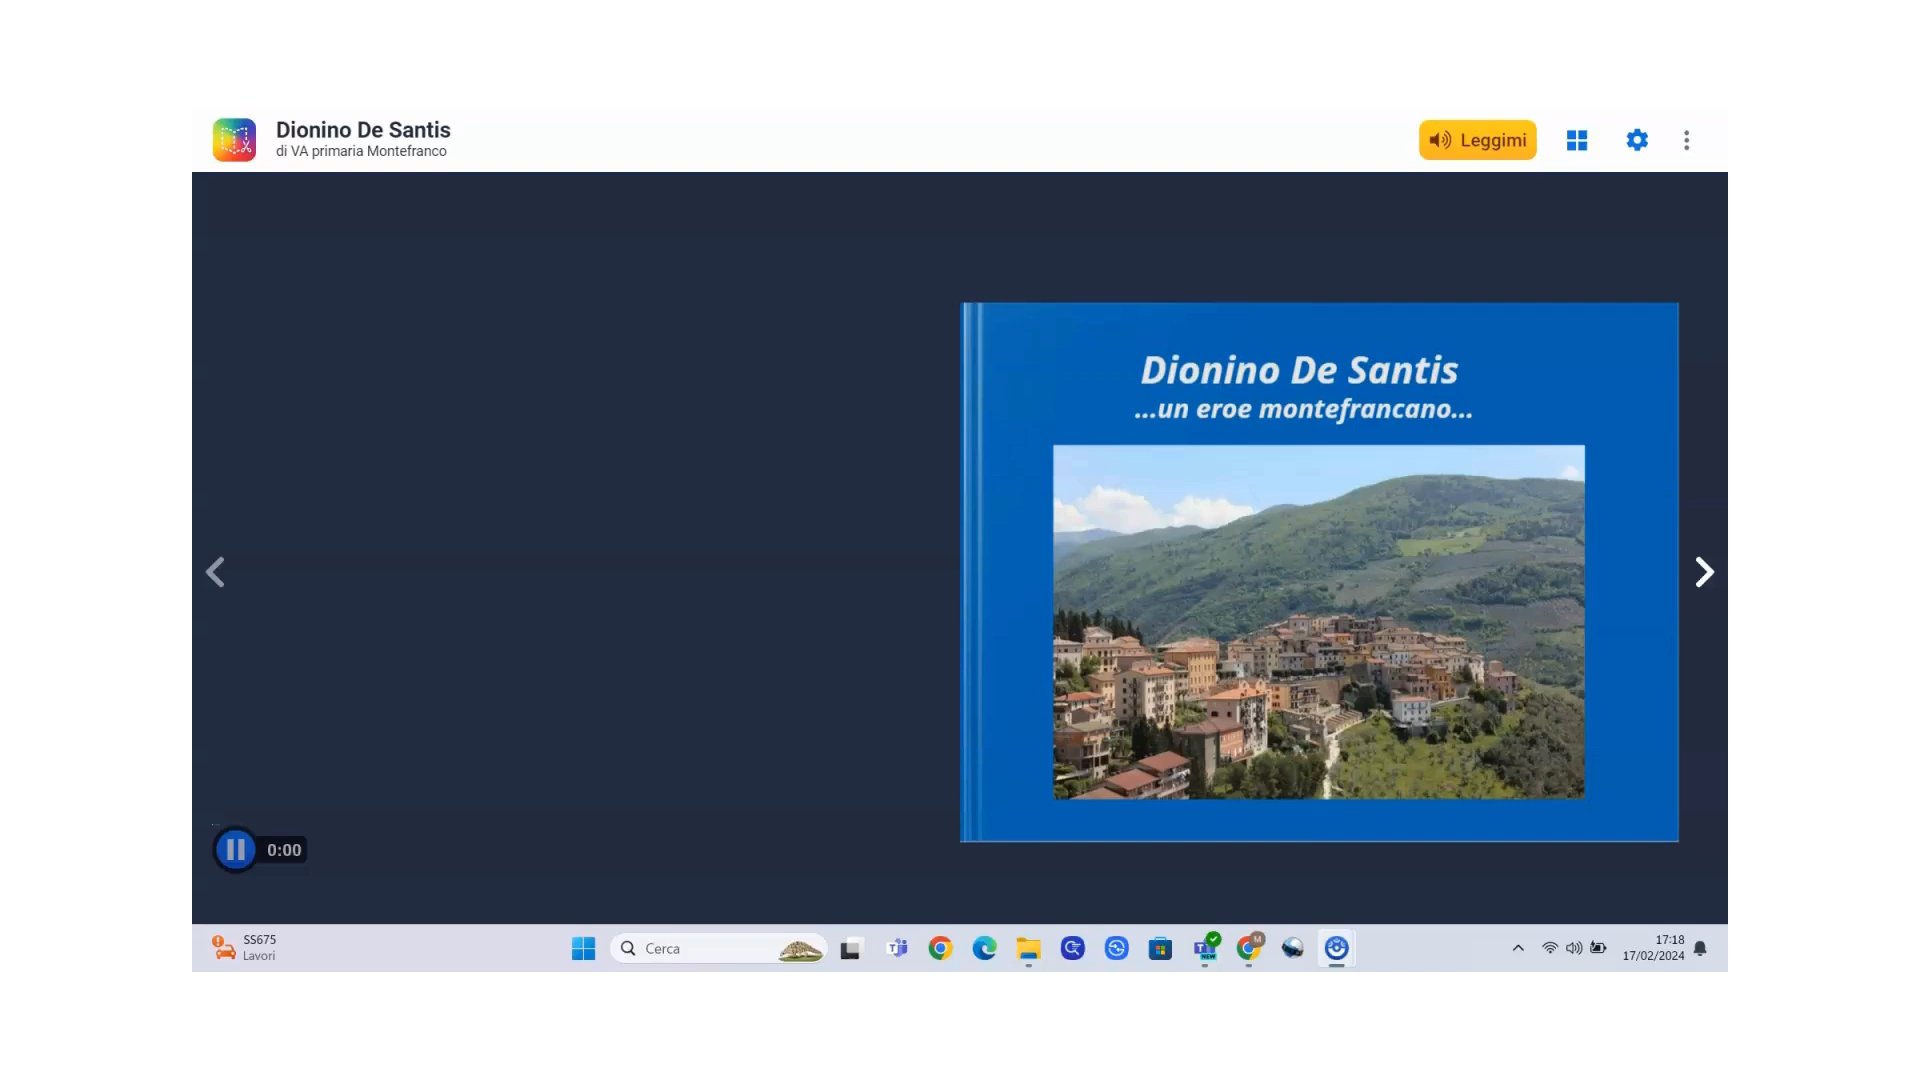 Dionino De Santis
di VA primaria Montefranco
Leggimi
Dionino De Santis
...un eroe montefrancano...
0:00
SS675
Lavori
Cerca
T
NEW
M
17:18
17/02/2024